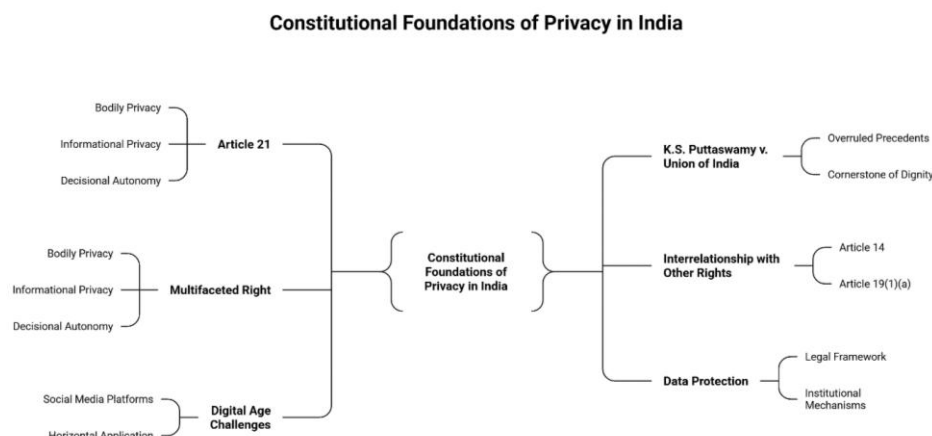 Constitutional Foundations of Privacy in India
Bodily Privacy
Informational Privacy
Decisional Autonomy
Article 21
Bodily Privacy
Informational Privacy
Decisional Autonomy
Multifaceted Right
Social Media Platforms
Horizontal Application
Digital Age
Challenges
Constitutional
Foundations of
Privacy in India
K.S. Puttaswamy v.
Union of India
Overruled Precedents
Cornerstone of Dignity
Interrelationship with
Other Rights
Article 14
Article 19(1)(a)
Data Protection
Legal Framework
Institutional
Mechanisms